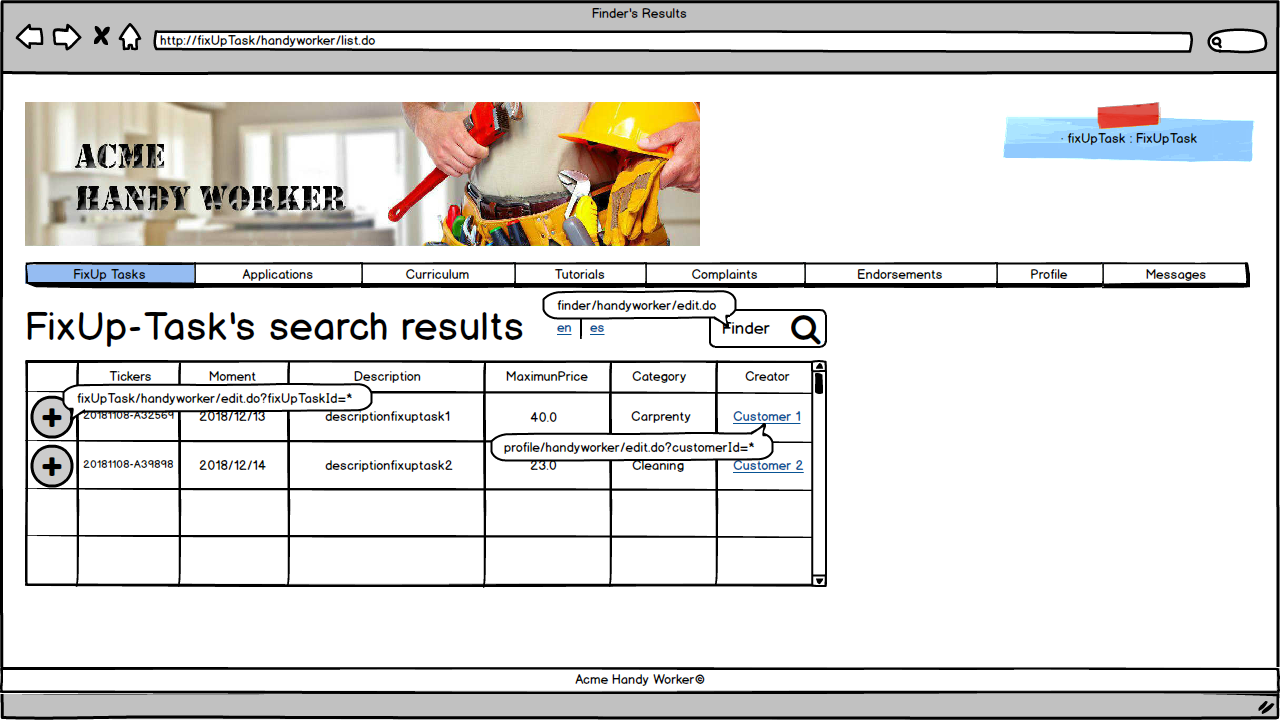 Finder's Results
http://fixUpTask/handyworker/list.do
ACME
HANDY WORKER
· fixUpTask : FixUpTask
FixUp Tasks Applications Curriculum Tutorials Complaints Endorsements Profile Messages
finder/handyworker/edit.do
FixUp-Task's search results en es Finder
Tickers Moment Description MaximunPrice Category Creator
fixUpTask/handyworker/edit.do?fixUpTaskId=*
20181108-A32569 2018/12/13 descriptionfixuptask1 40.0 Carprenty Customer 1
profile/handyworker/edit.do?customerId=*
20181108-A39898 2018/12/14 descriptionfixuptask2 23.0 Cleaning Customer 2
Acme Handy Worker©